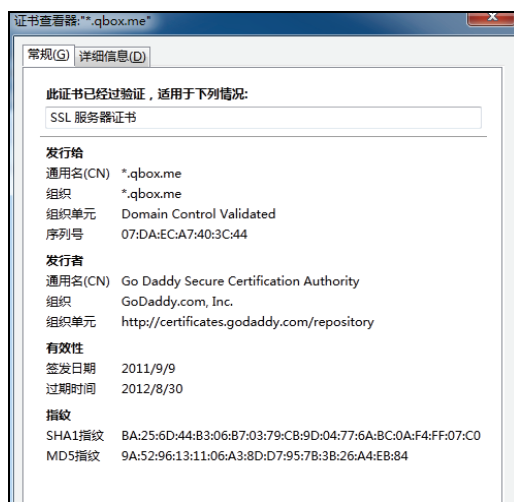 证书查看器:"*.qbox.me"
常规(G) 详细信息(D)
此证书已经过验证，适用于下列情况:
SSL 服务器证书
发行给
通用名(CN) *.qbox.me
组织 *.qbox.me
组织单元 Domain Control Validated
序列号 07:DA:EC:A7:40:3C:44
发行者
通用名(CN) Go Daddy Secure Certification Authority
组织 GoDaddy.com, Inc.
组织单元 http://certificates.godaddy.com/repository
有效性
签发日期 2011/9/9
过期时间 2012/8/30
指纹
SHA1指纹 BA:25:6D:44:B3:06:B7:03:79:CB:9D:04:77:6A:BC:0A:F4:FF:07:C0
MD5指纹 9A:52:96:13:11:06:A3:8D:D7:95:7B:3B:26:A4:EB:84